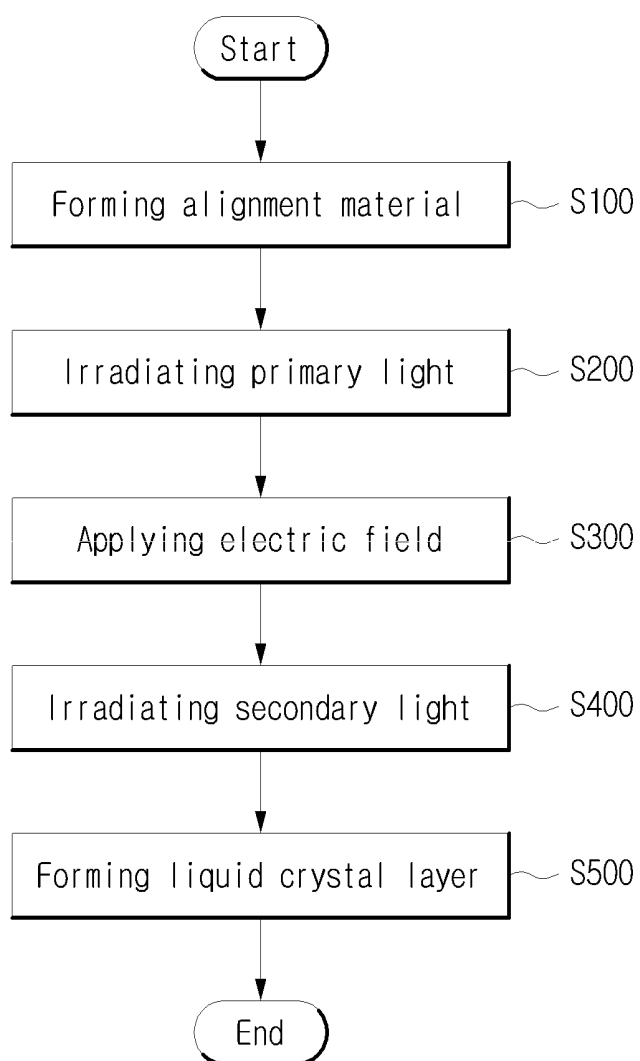 Start
Forming alignment material
S100
Irradiating primary light
S200
Applying electric field
S300
Irradiating secondary light
S400
Forming liquid crystal layer
S500
End